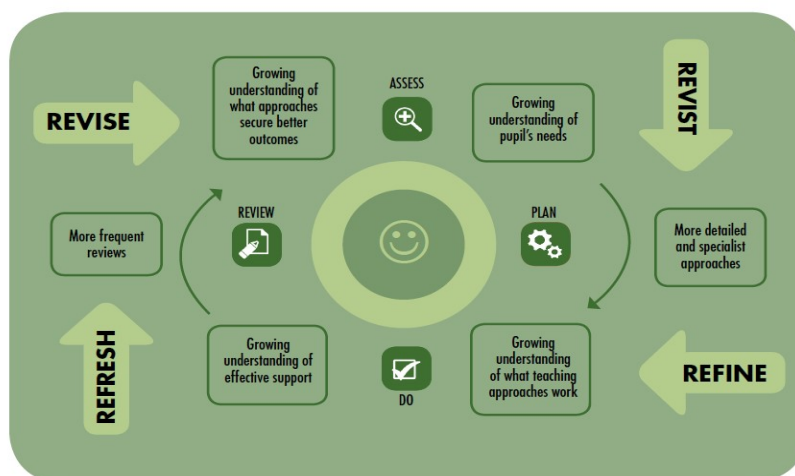 REVISE
Growing
understanding of
what approaches
secure better
outcomes
ASSESS
Growing
understanding of
pupil's needs
REVIST
More frequent
reviews
REVIEW
PLAN
More detailed
and specialist
approaches
REFRESH
Growing
understanding of
effective support
DO
Growing
understanding
of what teaching
approaches work
REFINE